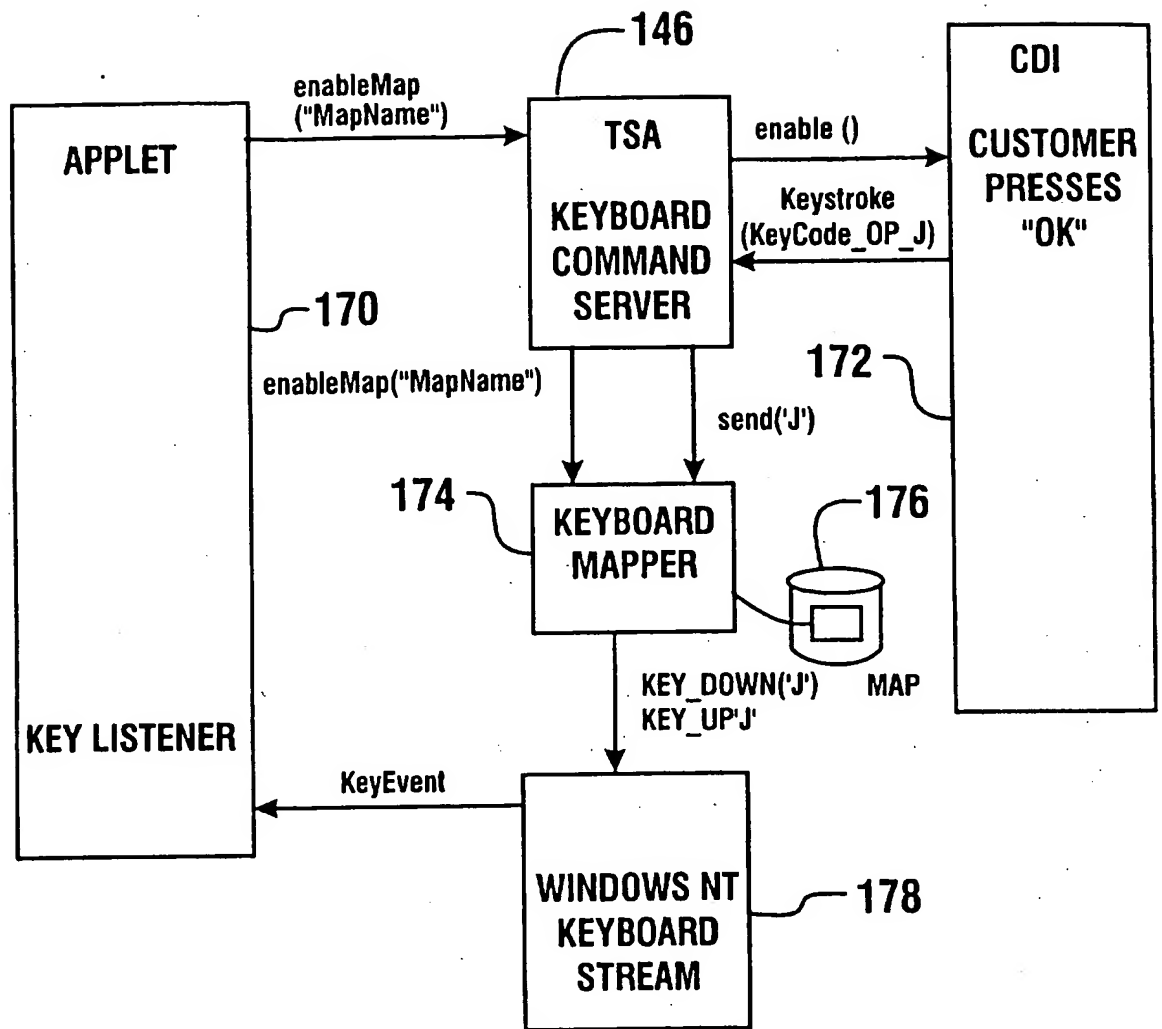 146
enableMap
("MapName")
APPLET
TSA
KEYBOARD
COMMAND
SERVER
enable ()
Keystroke
(KeyCode_OP_J)
CDI
CUSTOMER
PRESSES
"OK"
170
172
enableMap("MapName")
send('J')
174
KEYBOARD
MAPPER
176
MAP
KEY_DOWN('J')
KEY_UP'J'
KEY LISTENER
KeyEvent
WINDOWS NT
KEYBOARD
STREAM
178